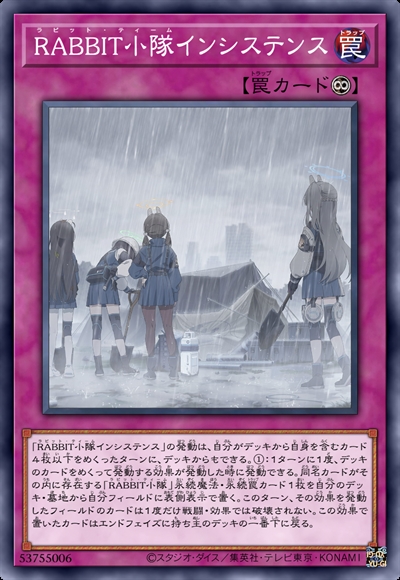 ラビット・ティーム
RABBIT小隊インシステンス
トラップ
罠
【罠カード】
「RABBIT小隊インシステンス」の発動は、自分がデッキから自身を含むカード
4枚以下をめくったターンに、デッキからもできる。①:1ターンに1度、デッキ
のカードをめくって発動する効果が発動した時に発動できる。同名カードがそ
の内に存在する「RABBIT小隊」永続魔法・永続罠カード1枚を自分のデッ
キ・墓地から自分フィールドに表側表示で置く。このターン、その効果を発動
したフィールドのカードは1度だけ戦闘・効果では破壊されない。この効果で
置いたカードはエンドフェイズに持ち主のデッキの一番下に戻る。
53755006
©スタジオ・ダイス／集英社・テレビ東京・KONAMI